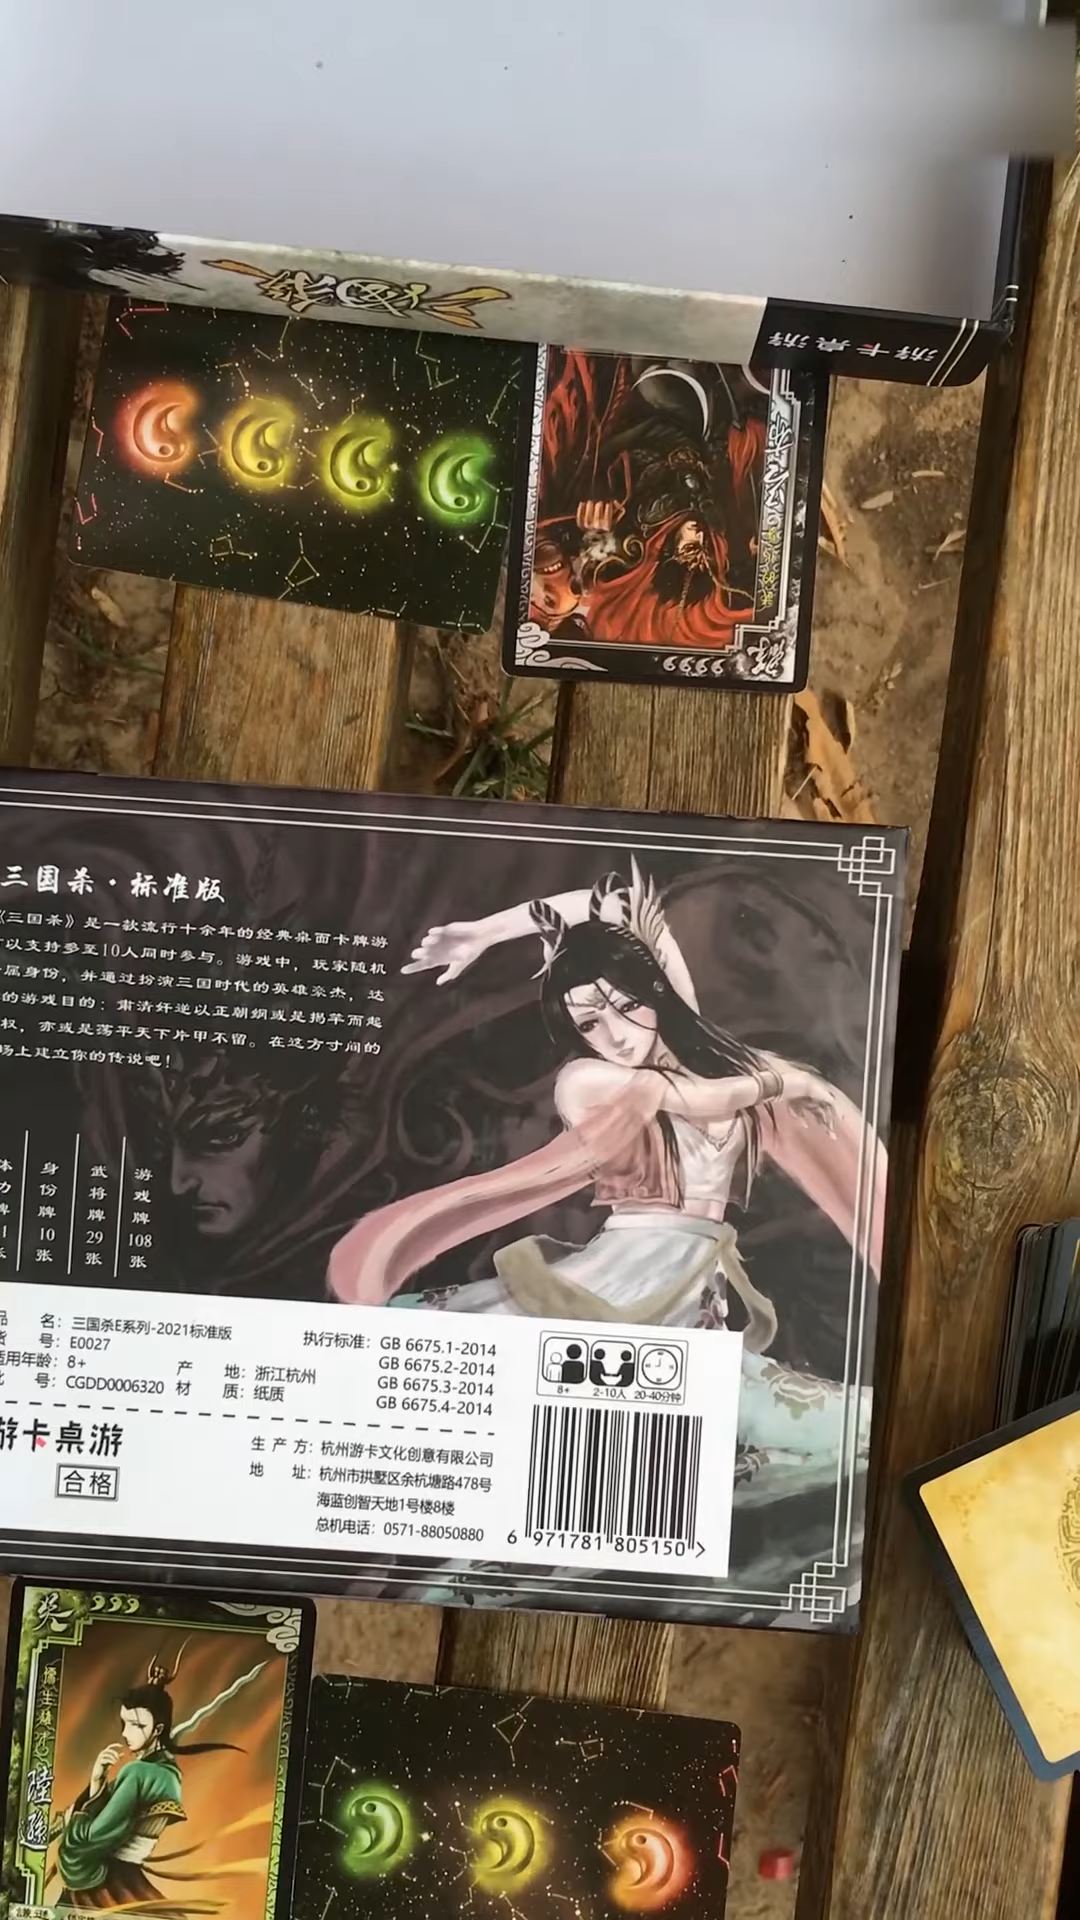 三国杀
游卡桌游
吕布
群
三国杀·标准版
《三国杀》是一款流行十余年的经典桌面卡牌游
以支持多至10人同时参与。游戏中，玩家随机
属身份，并通过扮演三国时代的英雄豪杰，达
的游戏目的：肃清奸逆以正朝纲或是揭竿而起
权，亦或是荡平天下片甲不留。在这方寸间的
场上建立你的传说吧！
身份牌10张
武将牌29张
游戏牌108张
名：三国杀E系列-2021标准版
号：E0027
适用年龄：8+
号：CGDD0006320
产 地：浙江杭州
材 质：纸质
执行标准：GB 6675.1-2014
GB 6675.2-2014
GB 6675.3-2014
GB 6675.4-2014
8+ 2-10人 20-40分钟
游卡桌游
合格
生产方：杭州游卡文化创意有限公司
地 址：杭州市拱墅区余杭塘路478号
海蓝创智天地1号楼8楼
总机电话：0571-88050880
6 971781 805150 >
吴
儒生雄才
陸遜